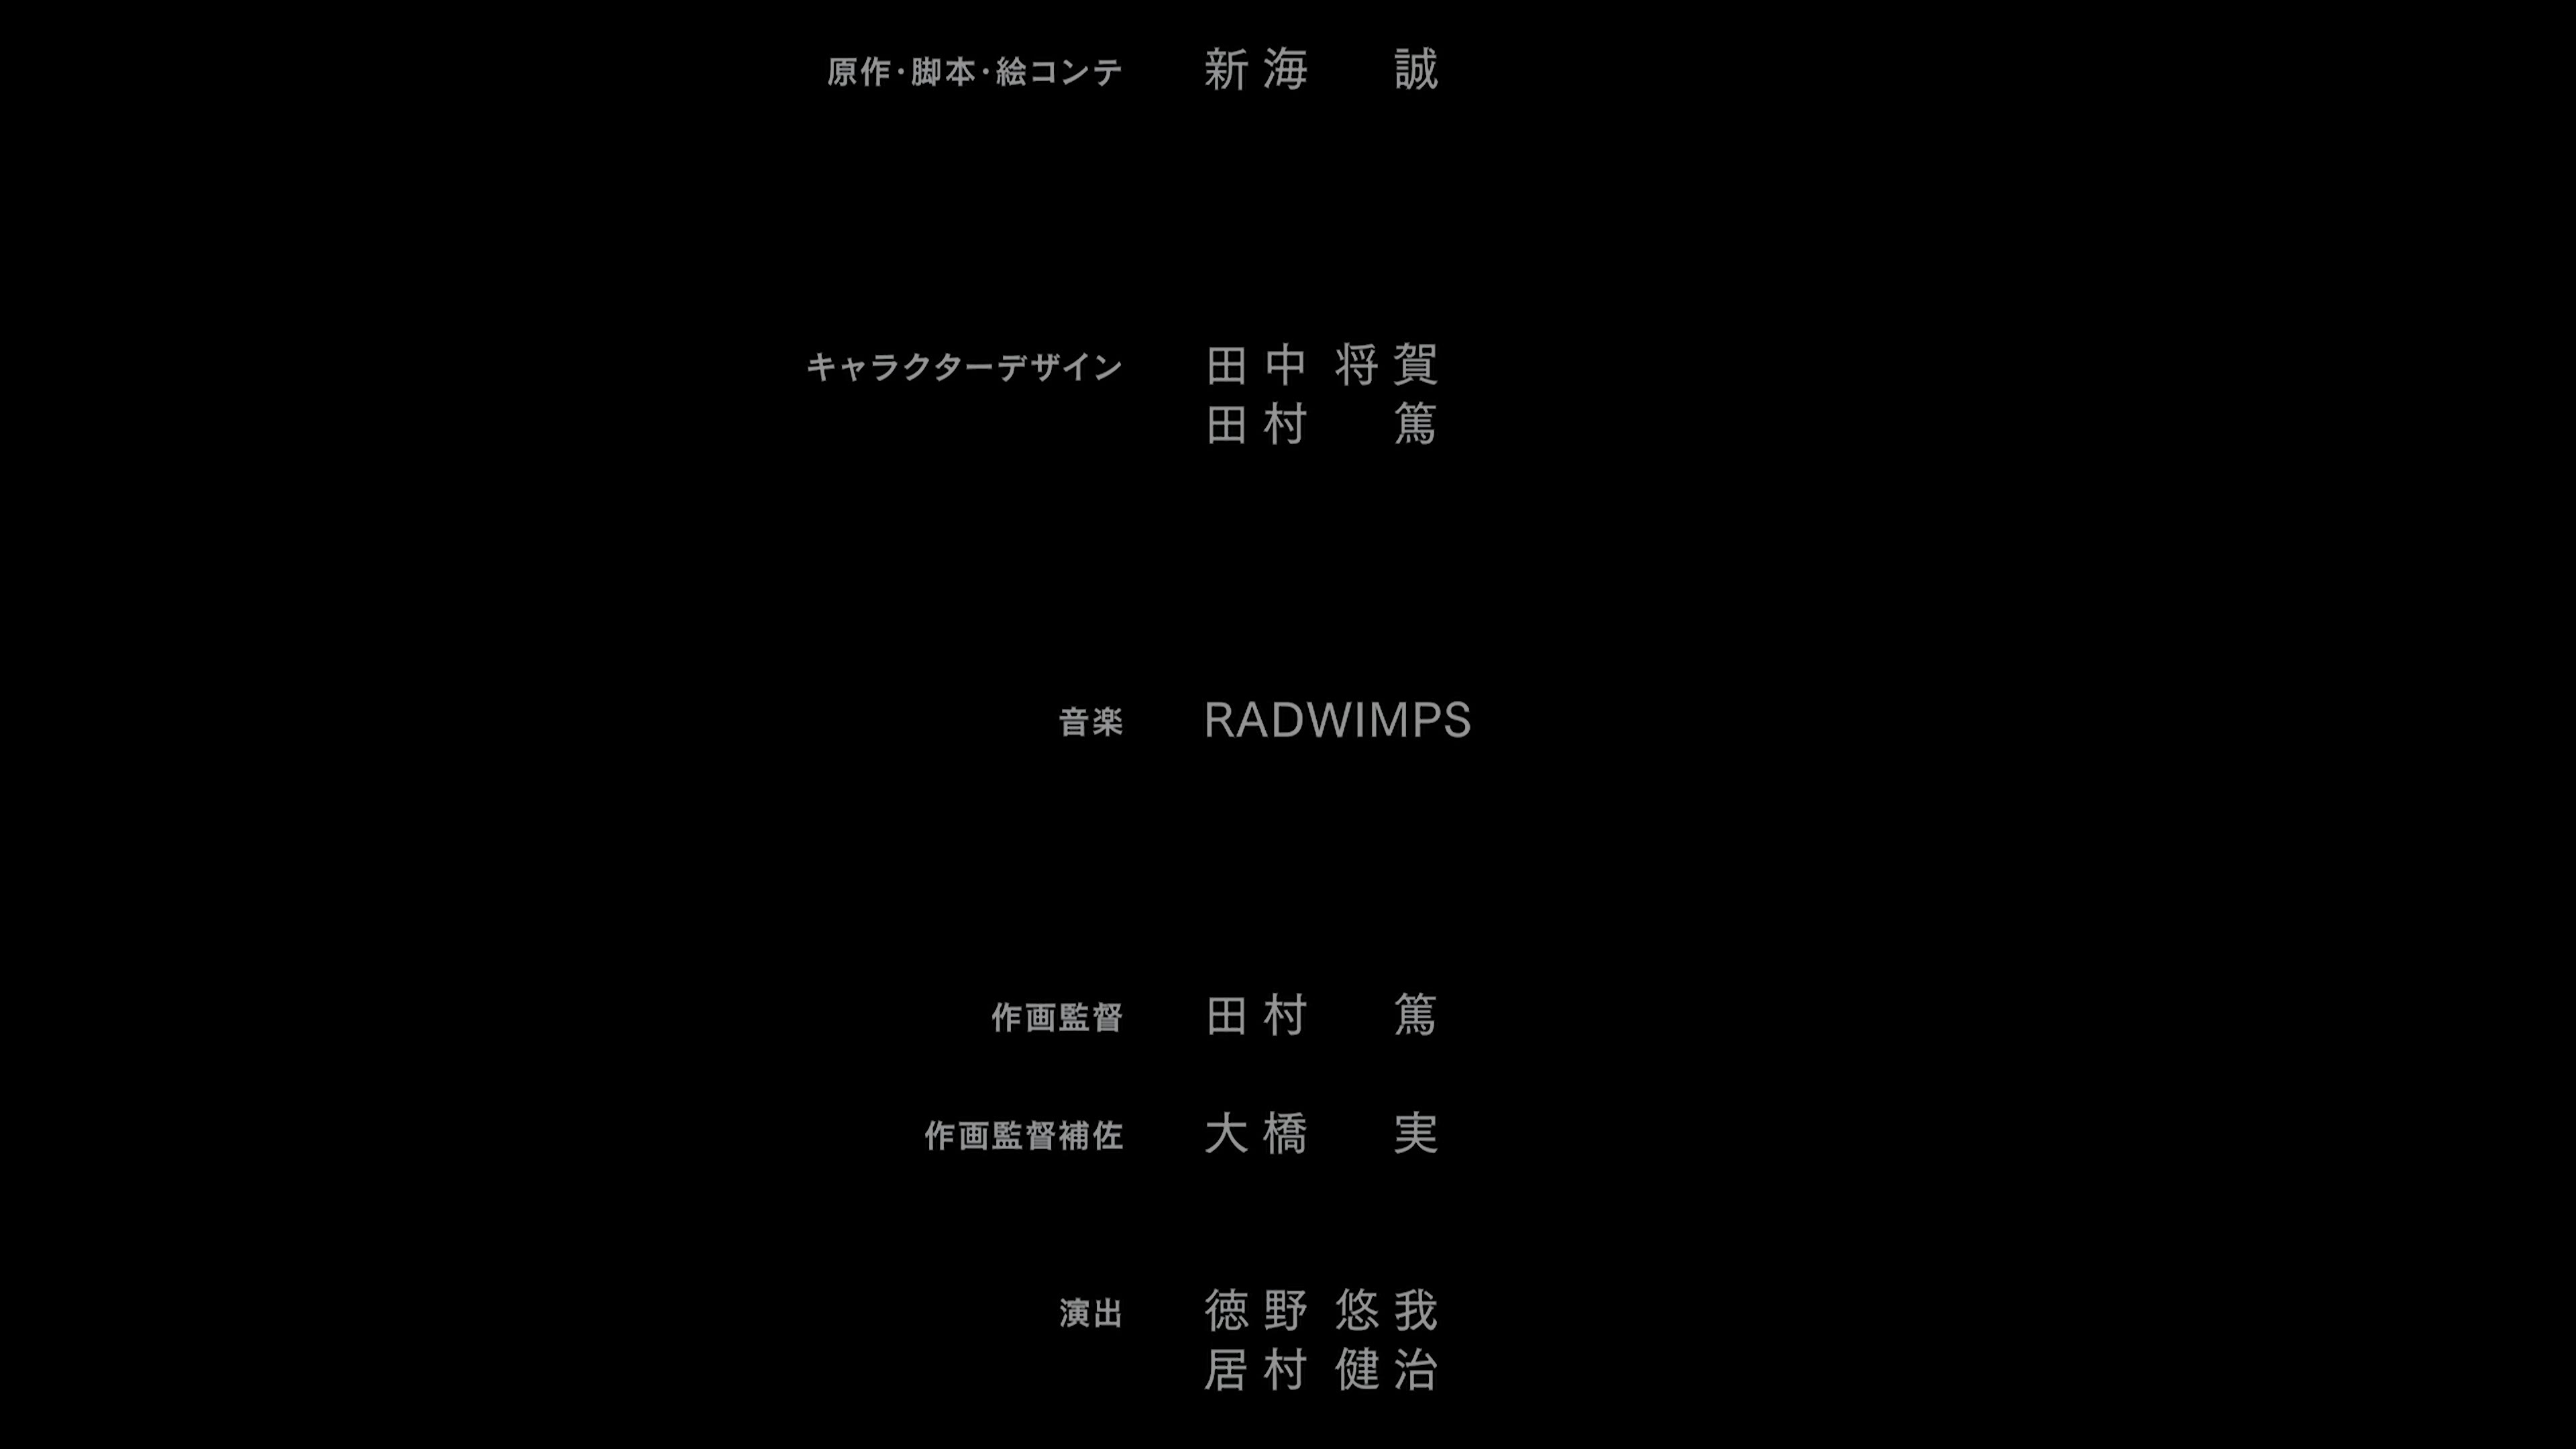 原作・脚本・絵コンテ 新海 誠
キャラクターデザイン 田中 将賀
田村 篤
音楽 RADWIMPS
作画監督 田村 篤
作画監督補佐 大橋 実
演出 徳野 悠我
居村 健治